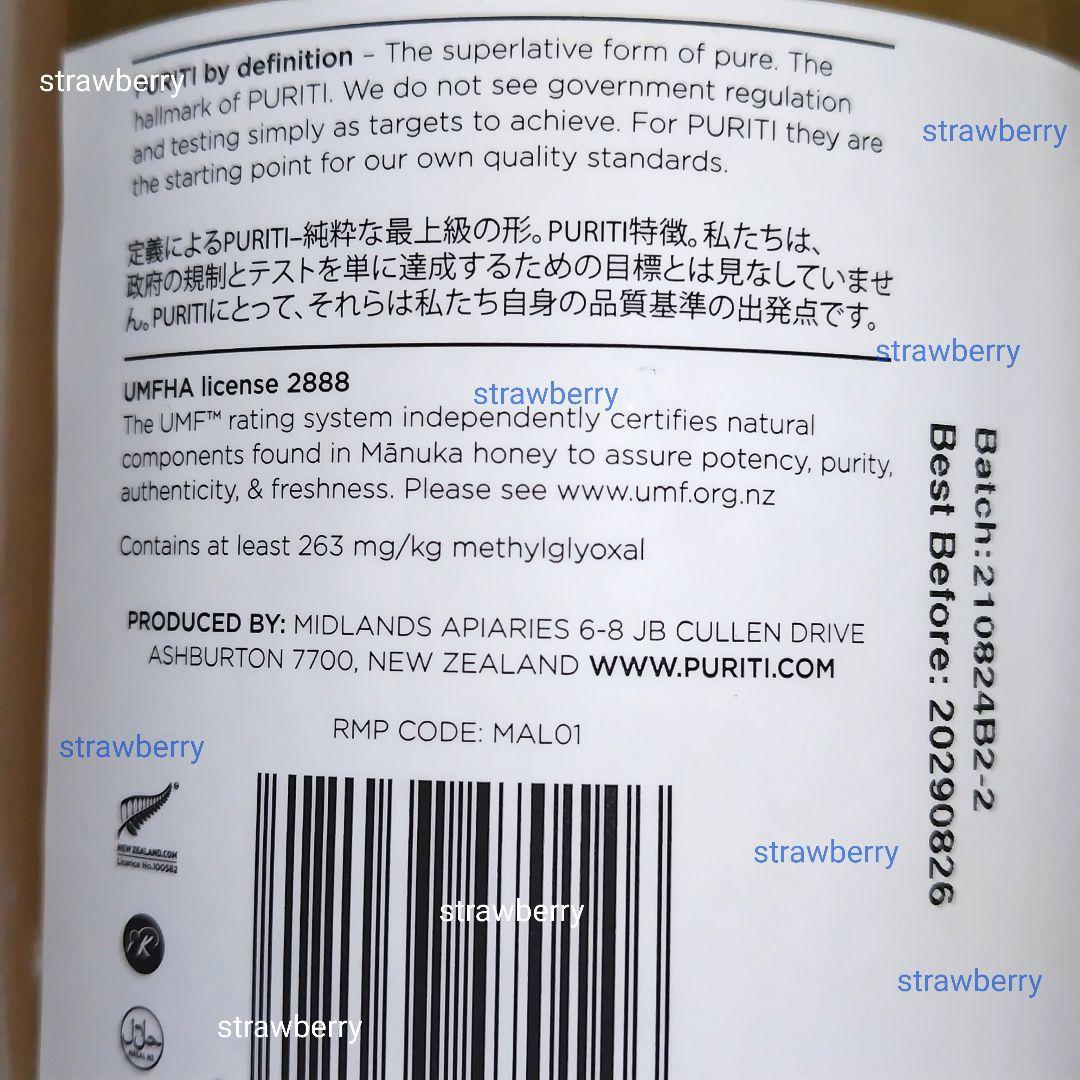 PURITI by definition – The superlative form of pure. The
hallmark of PURITI. We do not see government regulation
and testing simply as targets to achieve. For PURITI they are
the starting point for our own quality standards.
定義によるPURITI–純粋な最上級の形。PURITI特徴。私たちは、
政府の規制とテストを単に達成するための目標とは見なしていませ
ん。PURITIにとって、それらは私たち自身の品質基準の出発点です。
UMFHA license 2888
The UMF™ rating system independently certifies natural
components found in Mānuka honey to assure potency, purity,
authenticity, & freshness. Please see www.umf.org.nz
Contains at least 263 mg/kg methylglyoxal
PRODUCED BY: MIDLANDS APIARIES 6-8 JB CULLEN DRIVE
ASHBURTON 7700, NEW ZEALAND WWW.PURITI.COM
RMP CODE: MAL01
Batch:210824B2-2
Best Before: 20290826
NEWZEALAND.COM
Licence No.100582
K
حلال
HALAL NZ
strawberry
strawberry
strawberry
strawberry
strawberry
strawberry
strawberry
strawberry
strawberry